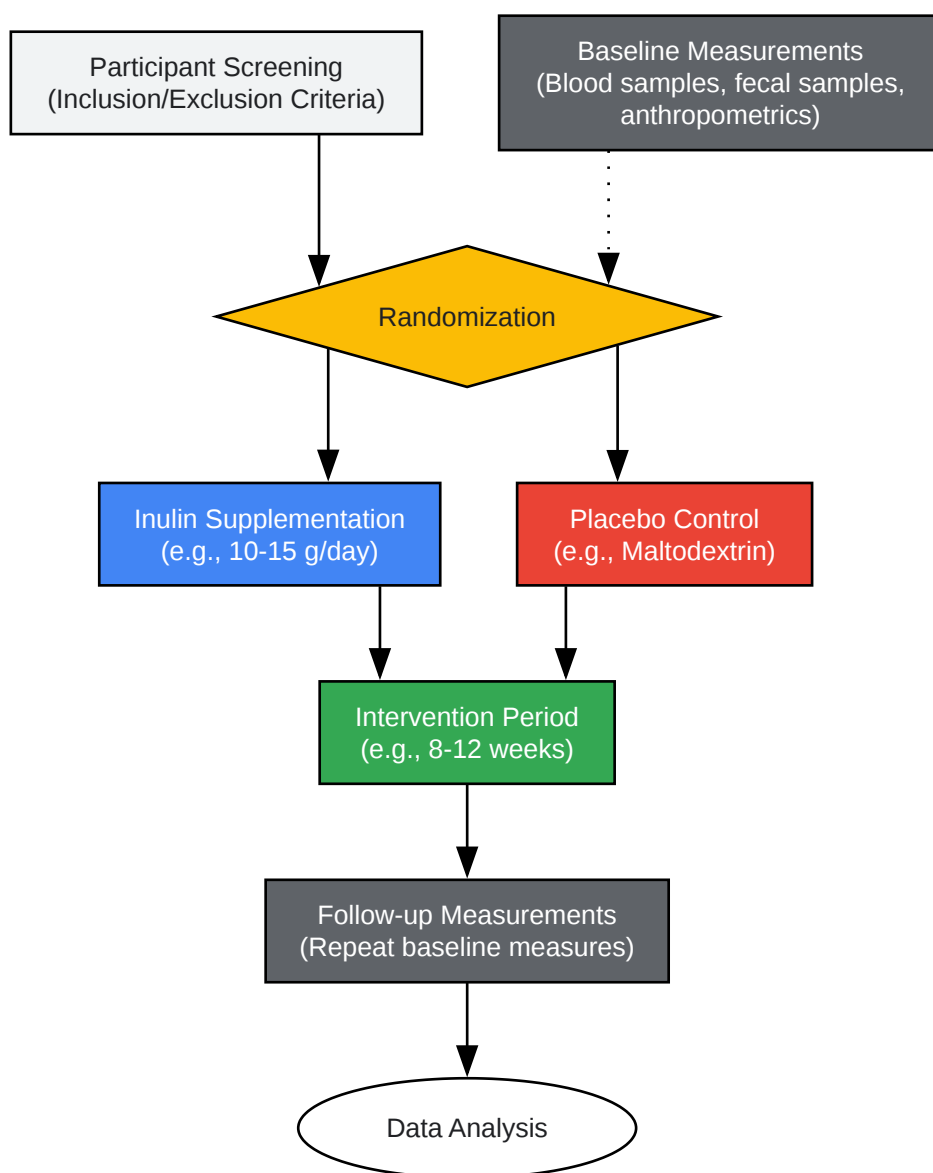 Participant Screening
(Inclusion/Exclusion Criteria)
Baseline Measurements
(Blood samples, fecal samples,
anthropometrics)
Randomization
Inulin Supplementation
(e.g., 10-15 g/day)
Placebo Control
(e.g., Maltodextrin)
Intervention Period
(e.g., 8-12 weeks)
Follow-up Measurements
(Repeat baseline measures)
Data Analysis